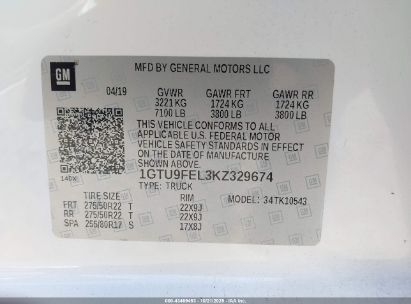 GM
MFD BY GENERAL MOTORS LLC
04/19 GVWR GAWR FRT GAWR RR
3221 KG 1724 KG 1724 KG
7100 LB 3800 LB 3800 LB
THIS VEHICLE CONFORMS TO ALL
APPLICABLE U.S. FEDERAL MOTOR
VEHICLE SAFETY STANDARDS IN EFFECT
ON THE DATE OF MANUFACTURE
SHOWN ABOVE.
1GTU9FEL3KZ329674
140X TYPE: TRUCK
TIRE SIZE RIM MODEL: 34TK10543
FRT 275/50R22 T 22X9J
RR 275/50R22 T 22X9J
SPA 255/80R17 S 17X8J